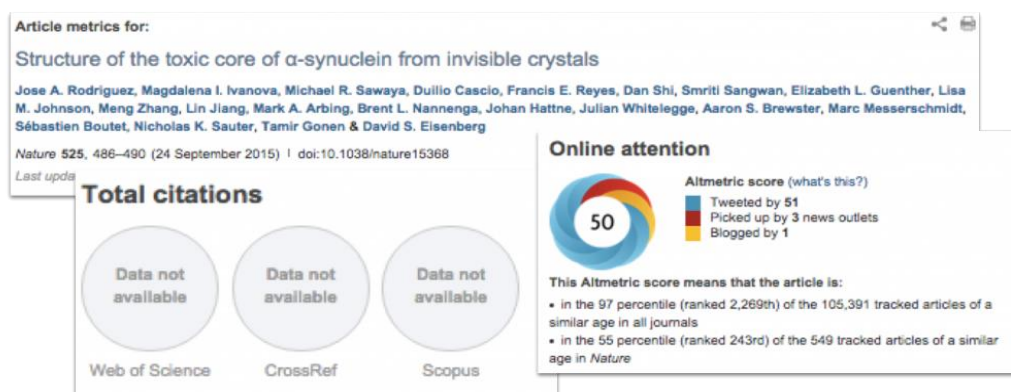 Article metrics for:
Structure of the toxic core of α-synuclein from invisible crystals
Jose A. Rodriguez, Magdalena I. Ivanova, Michael R. Sawaya, Duilio Cascio, Francis E. Reyes, Dan Shi, Smriti Sangwan, Elizabeth L. Guenther, Lisa
M. Johnson, Meng Zhang, Lin Jiang, Mark A. Arbing, Brent L. Nannenga, Johan Hattne, Julian Whitelegge, Aaron S. Brewster, Marc Messerschmidt,
Sébastien Boutet, Nicholas K. Sauter, Tamir Gonen & David S. Eisenberg
Nature 525, 486–490 (24 September 2015) | doi:10.1038/nature15368
Last upda
Total citations
Data not
available
Data not
available
Data not
available
Web of Science
CrossRef
Scopus
Online attention
50
Altmetric score (what's this?)
Tweeted by 51
Picked up by 3 news outlets
Blogged by 1
This Altmetric score means that the article is:
• in the 97 percentile (ranked 2,269th) of the 105,391 tracked articles of a
similar age in all journals
• in the 55 percentile (ranked 243rd) of the 549 tracked articles of a similar
age in Nature